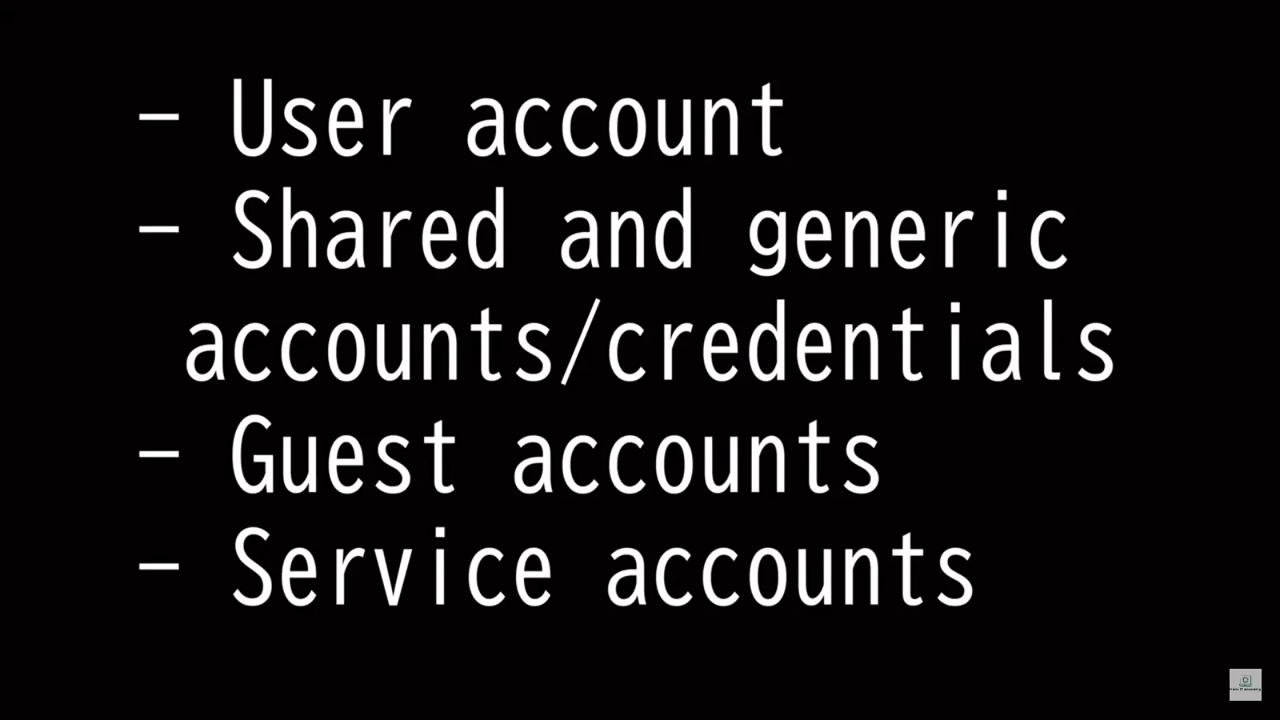 - User account
- Shared and generic
accounts/credentials
- Guest accounts
- Service accounts